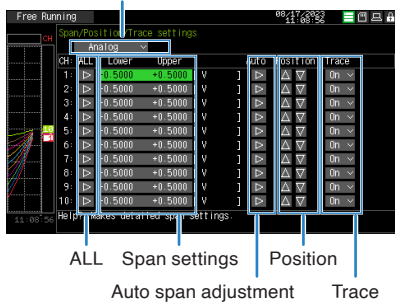 Free Running 08/17/2023 11:08:56
CH Span/Position/Trace settings
Analog
CH: ALL Lower Upper Auto Position Trace
1: -0.5000 +0.5000 V ] On
2: -0.5000 +0.5000 V ] On
3: -0.5000 +0.5000 V ] On
4: -0.5000 +0.5000 V ] On
5: -0.5000 +0.5000 V ] On
6: -0.5000 +0.5000 V ] On
7: -0.5000 +0.5000 V ] On
8: -0.5000 +0.5000 V ] On
9: -0.5000 +0.5000 V ] On
10: -0.5000 +0.5000 V ] On
10
1
11:08:56 Help: Makes detailed span settings.
ALL Span settings Position
Auto span adjustment Trace